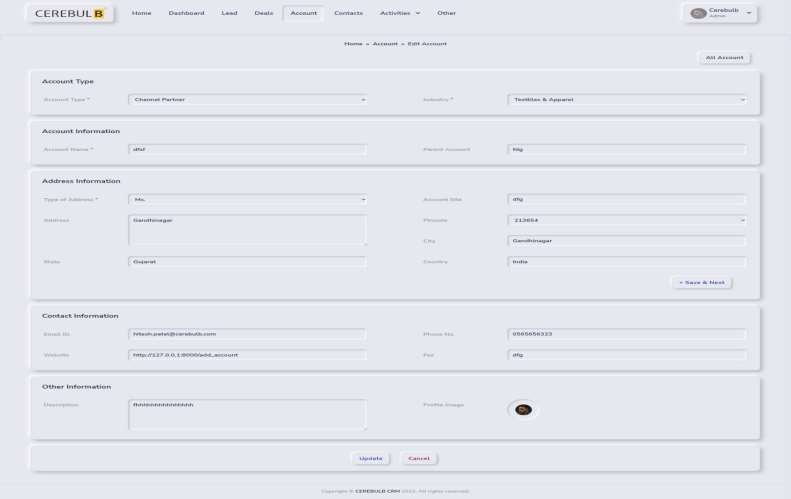 CEREBULB Home Dashboard Lead Deals Account Contacts Activities Other Cerebulb
Admin
Home » Account » Edit Account
All Account
Account Type
Account Type * Channel Partner Industry * Textiles & Apparel
Account Information
Account Name * dfsf Parent Account
Address Information
Type of Address * Ms. Account Site dfg
Address Gandhinagar Pincode 213654
City Gandhinagar
State Gujarat Country India
+ Save & Next
Contact Information
Email ID. hitesh.patel@cerebulb.com Phone No. 0565656323
Website http://127.0.0.1:8000/add_account Fax dfg
Other Information
Description Profile Image
Update Cancel
Copyright © CEREBULB CRM 2023. All rights reserved.